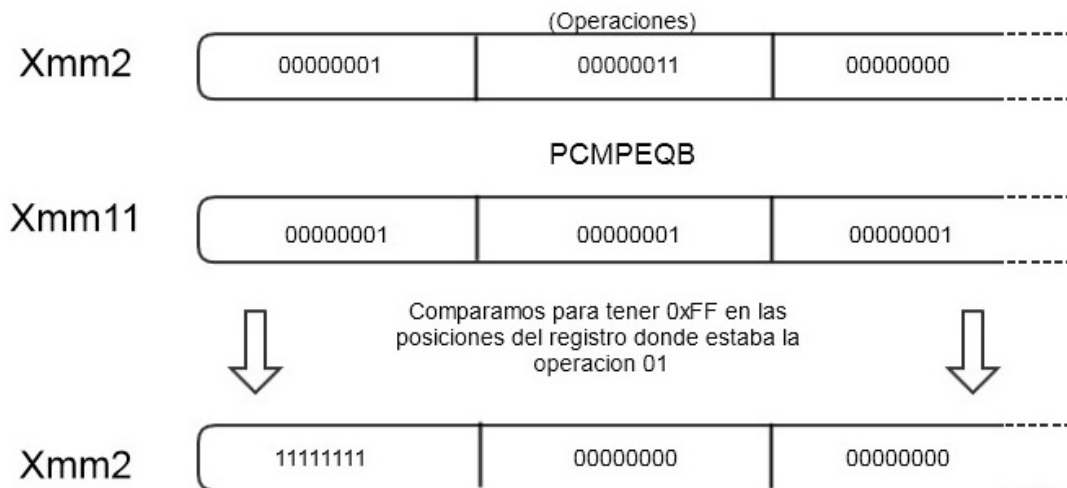 (Operaciones)
Xmm2 00000001 00000011 00000000
PCMPEQB
Xmm11 00000001 00000001 00000001
Comparamos para tener 0xFF en las
posiciones del registro donde estaba la
operacion 01
Xmm2 11111111 00000000 00000000